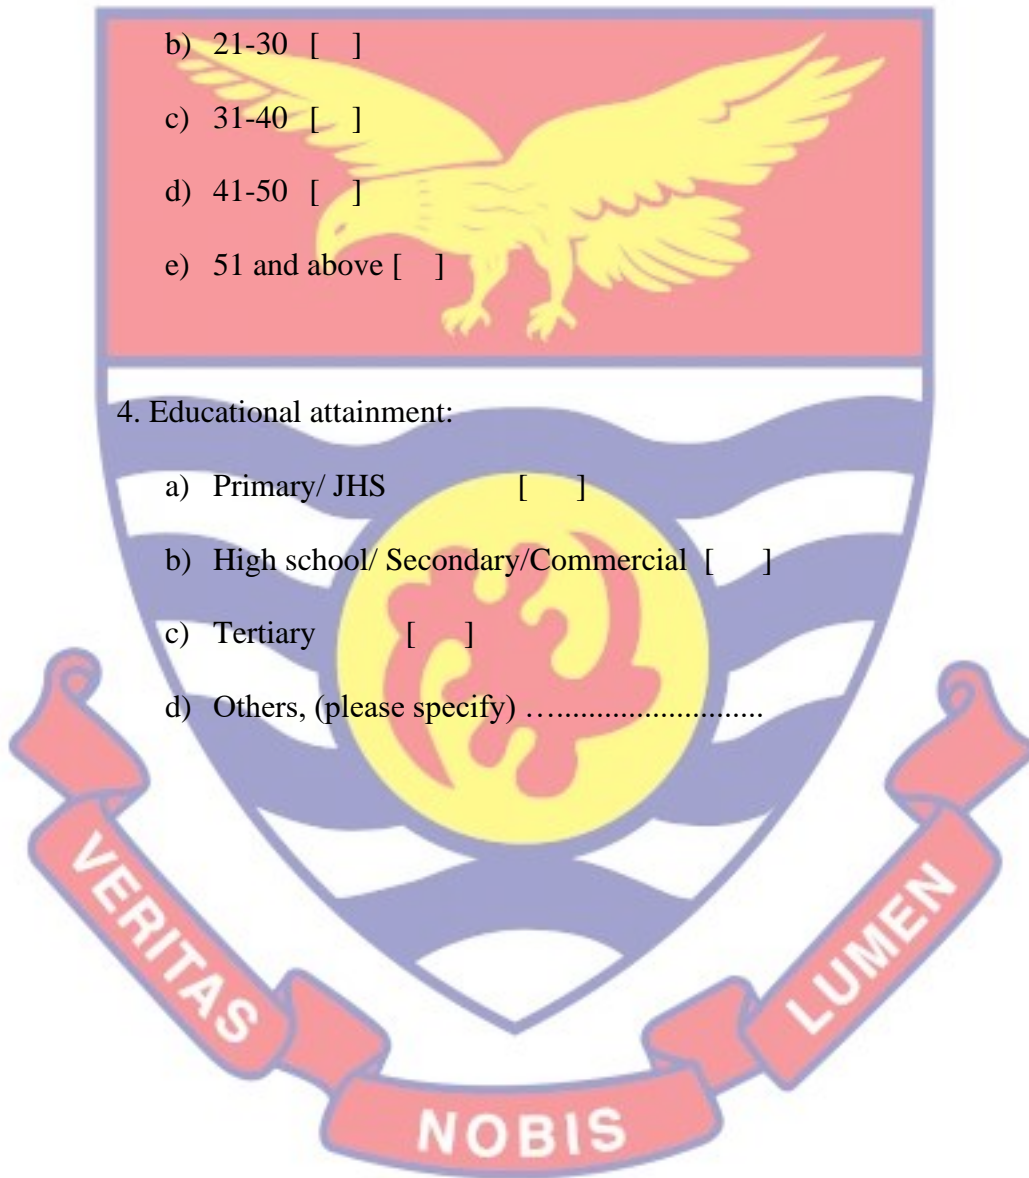 b) 21-30 [ ]
c) 31-40 [ ]
d) 41-50 [ ]
e) 51 and above [ ]
4. Educational attainment:
a) Primary/ JHS [ ]
b) High school/ Secondary/Commercial [ ]
c) Tertiary [ ]
d) Others, (please specify) …..........................
VERITAS
NOBIS
LUMEN